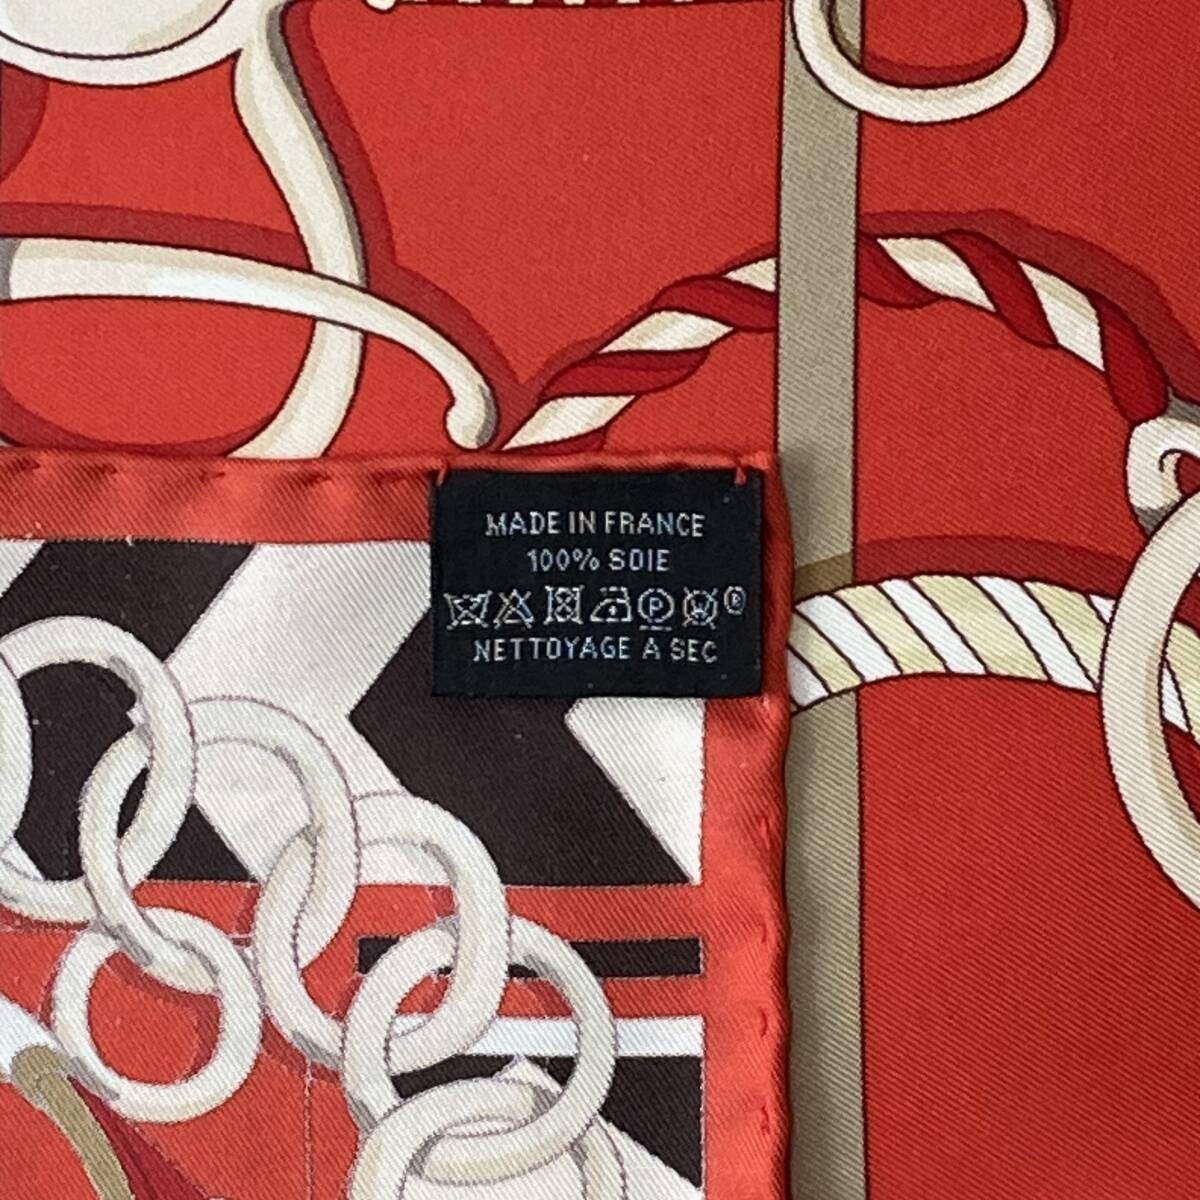 MADE IN FRANCE
100% SOIE
P W ®
NETTOYAGE A SEC